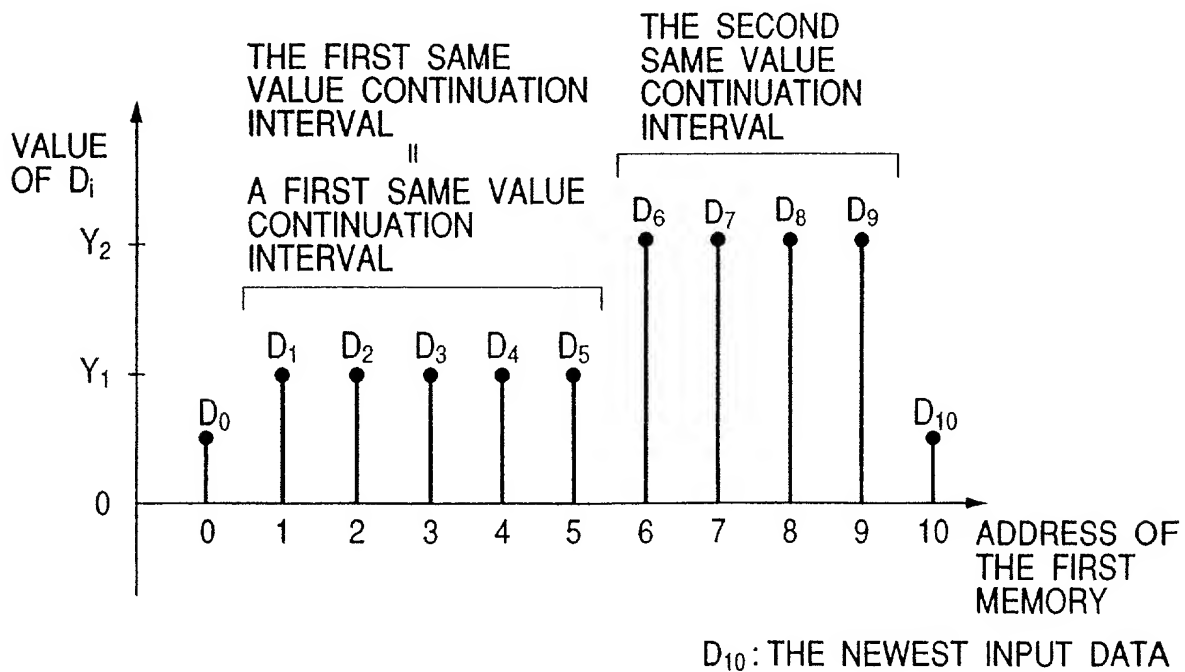 THE FIRST SAME
VALUE CONTINUATION
INTERVAL
=
A FIRST SAME VALUE
CONTINUATION
INTERVAL
THE SECOND
SAME VALUE
CONTINUATION
INTERVAL
VALUE
OF Di
Y2
Y1
0
D0
D1 D2 D3 D4 D5
D6 D7 D8 D9
D10
0 1 2 3 4 5 6 7 8 9 10
ADDRESS OF
THE FIRST
MEMORY
D10: THE NEWEST INPUT DATA